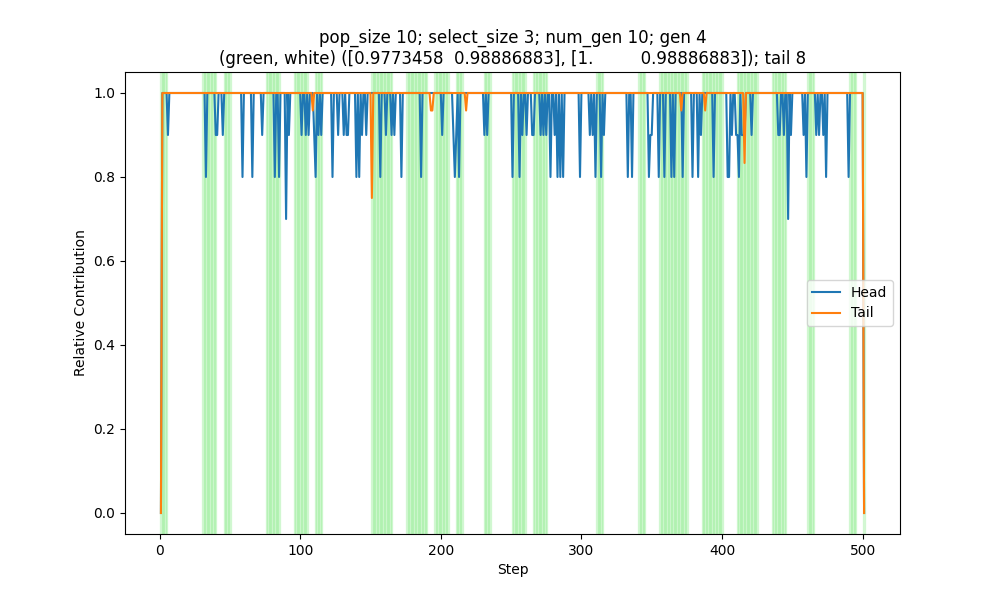 pop_size 10; select_size 3; num_gen 10; gen 4
(green, white) ([0.9773458  0.98886883], [1.         0.98886883]); tail 8
1.0
0.8
0.6
0.4
0.2
0.0
Relative Contribution
Head
Tail
0
100
200
300
400
500
Step